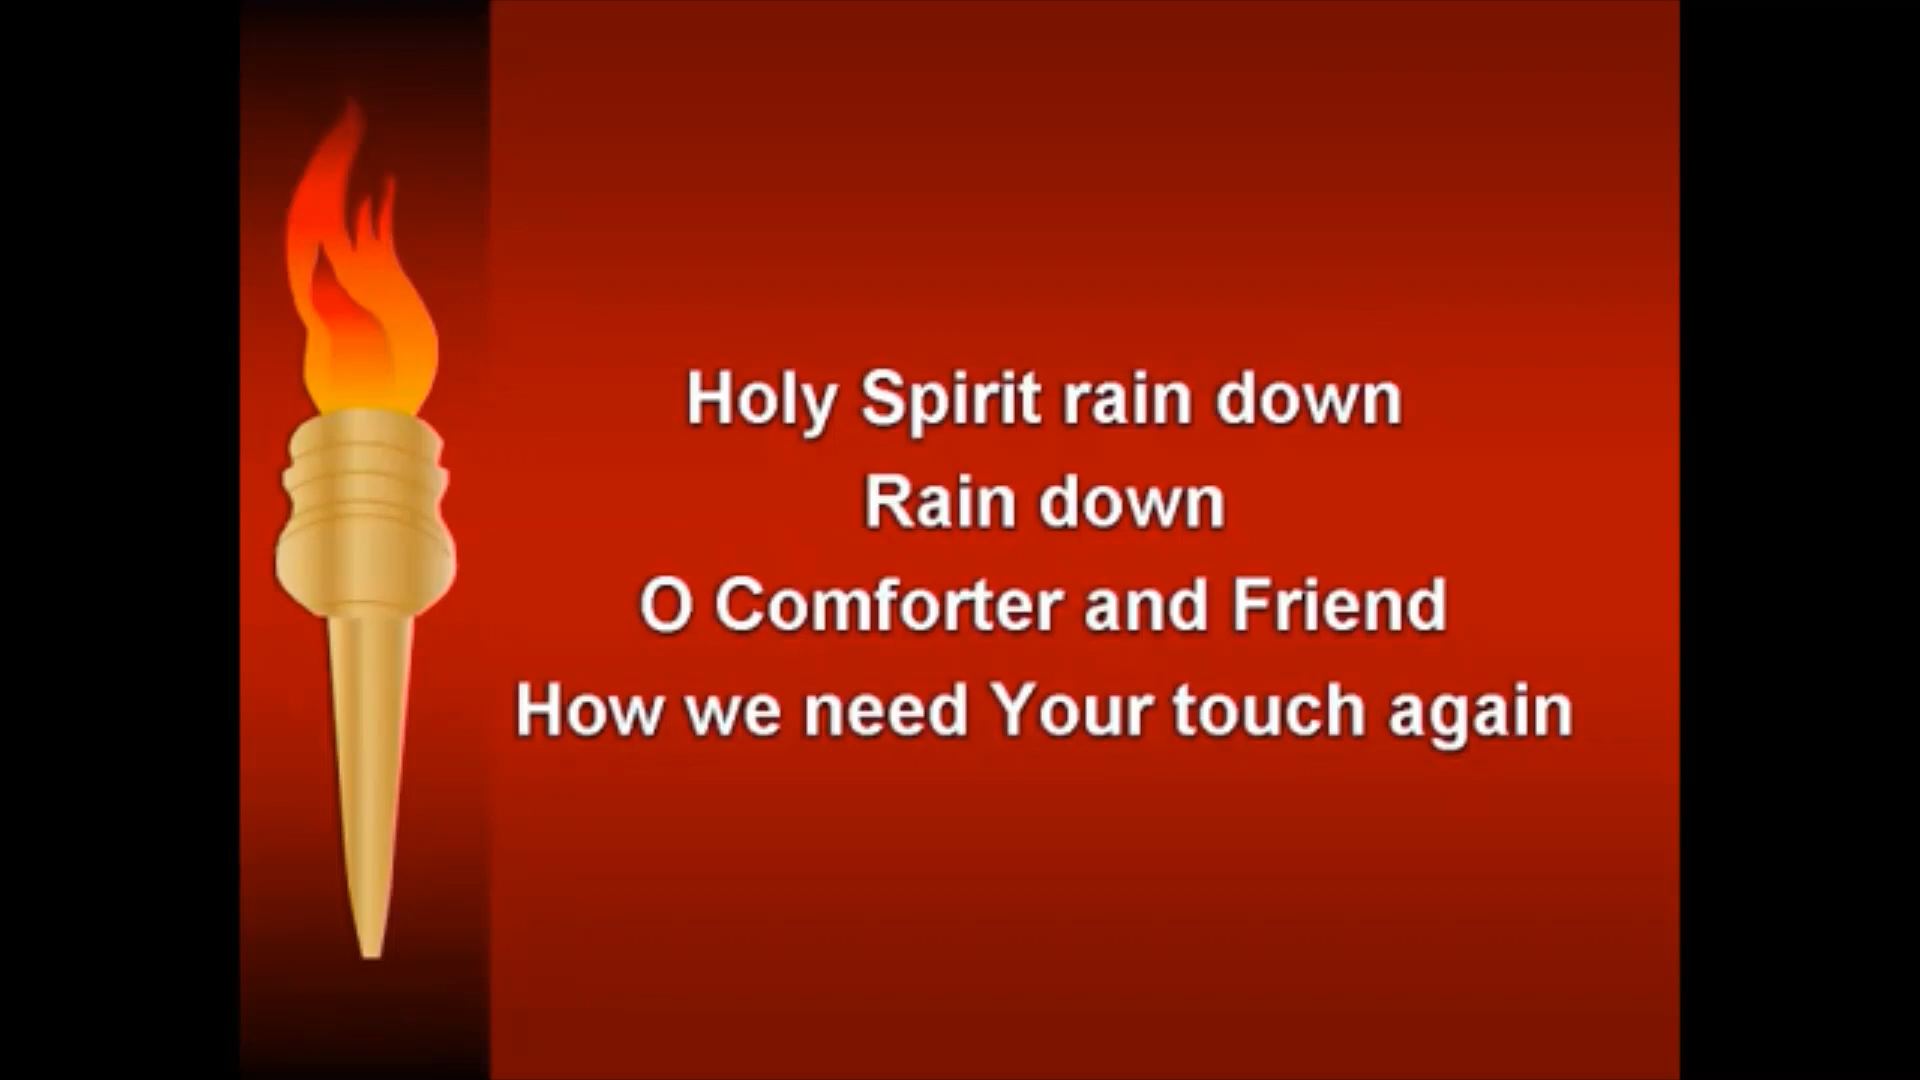 Holy Spirit rain down
Rain down
O Comforter and Friend
How we need Your touch again